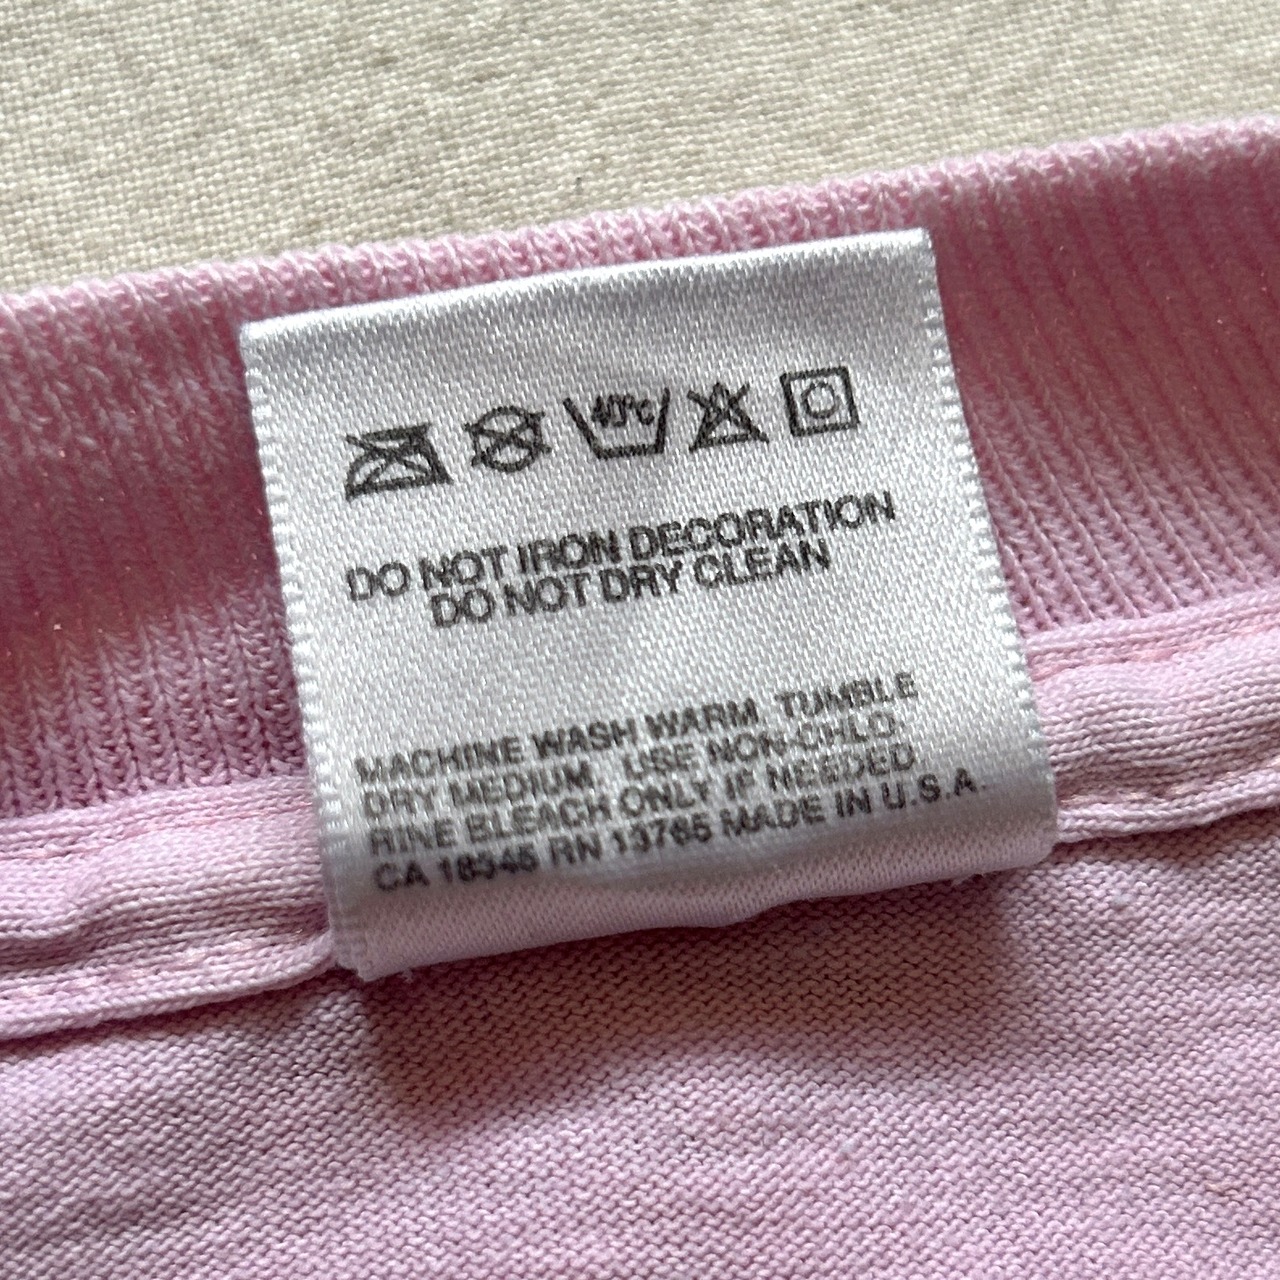 40°c
DO NOT IRON DECORATION
DO NOT DRY CLEAN
MACHINE WASH WARM. TUMBLE
DRY MEDIUM. USE NON-CHLO-
RINE BLEACH ONLY IF NEEDED
CA 18545 RN 13765 MADE IN U.S.A.